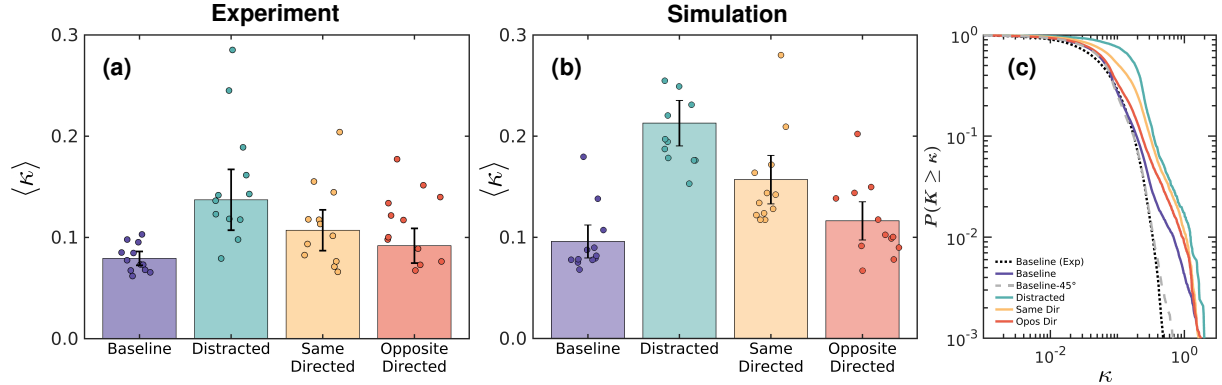 Experiment
Simulation
(a)
(b)
(c)
⟨κ⟩
0.3
0.2
0.1
0.0
Baseline
Distracted
Same
Directed
Opposite
Directed
⟨κ⟩
0.3
0.2
0.1
0.0
Baseline
Distracted
Same
Directed
Opposite
Directed
P(K ≥ κ)
10⁰
10⁻¹
10⁻²
10⁻³
Baseline (Exp)
Baseline
Baseline-45°
Distracted
Same Dir
Opos Dir
10⁻²
10⁰
κ